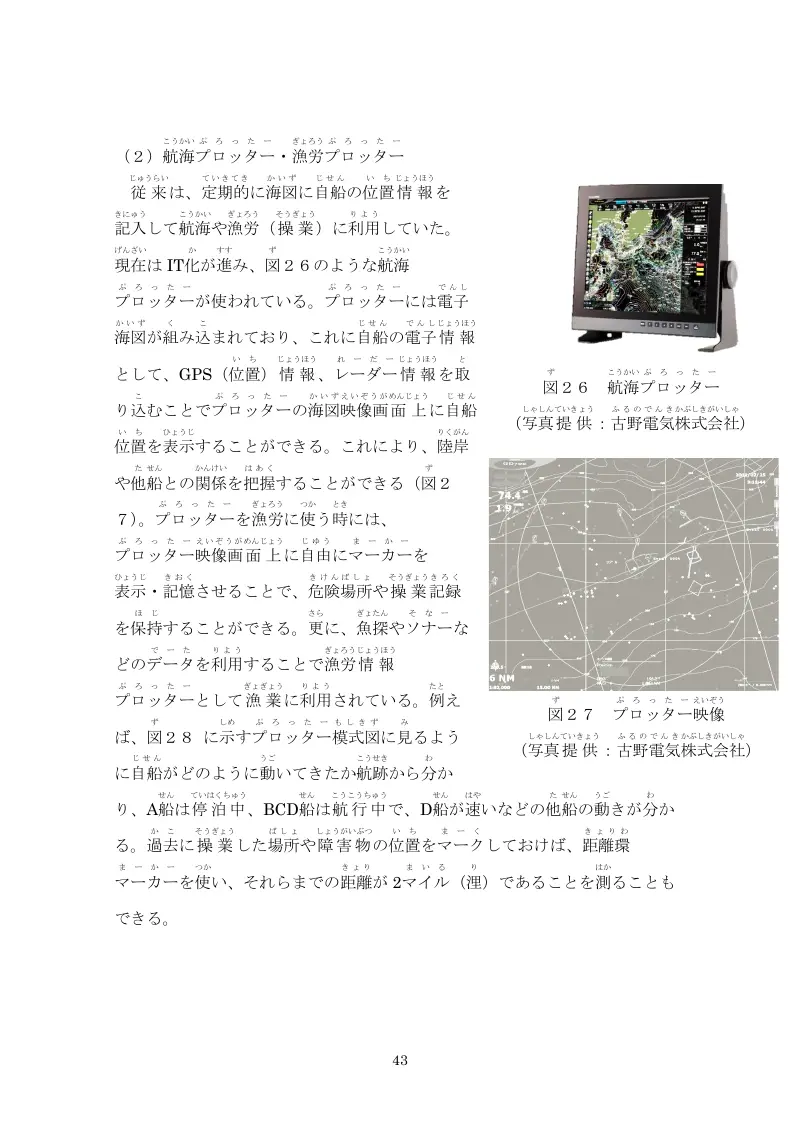 （２）航海プロッター・漁労プロッター
従来は、定期的に海図に自船の位置情報を
記入して航海や漁労（操業）に利用していた。
現在は IT化が進み、図２６のような航海
プロッターが使われている。プロッターには電子
海図が組み込まれており、これに自船の電子情報
として、GPS（位置）情報、レーダー情報を取
り込むことでプロッターの海図映像画面上に自船
位置を表示することができる。これにより、陸岸
や他船との関係を把握することができる（図２
７）。プロッターを漁労に使う時には、
プロッター映像画面上に自由にマーカーを
表示・記憶させることで、危険場所や操業記録
を保持することができる。更に、魚探やソナーな
どのデータを利用することで漁労情報
プロッターとして漁業に利用されている。例え
ば、図２８ に示すプロッター模式図に見るよう
に自船がどのように動いてきたか航跡から分か
り、A船は停泊中、BCD船は航行中で、D船が速いなどの他船の動きが分か
る。過去に操業した場所や障害物の位置をマークしておけば、距離環
マーカーを使い、それらまでの距離が 2マイル（浬）であることを測ることも
できる。
図２６　航海プロッター
（写真提供：古野電気株式会社）
74.4
1.9
6 NM
図２７　プロッター映像
（写真提供：古野電気株式会社）
43